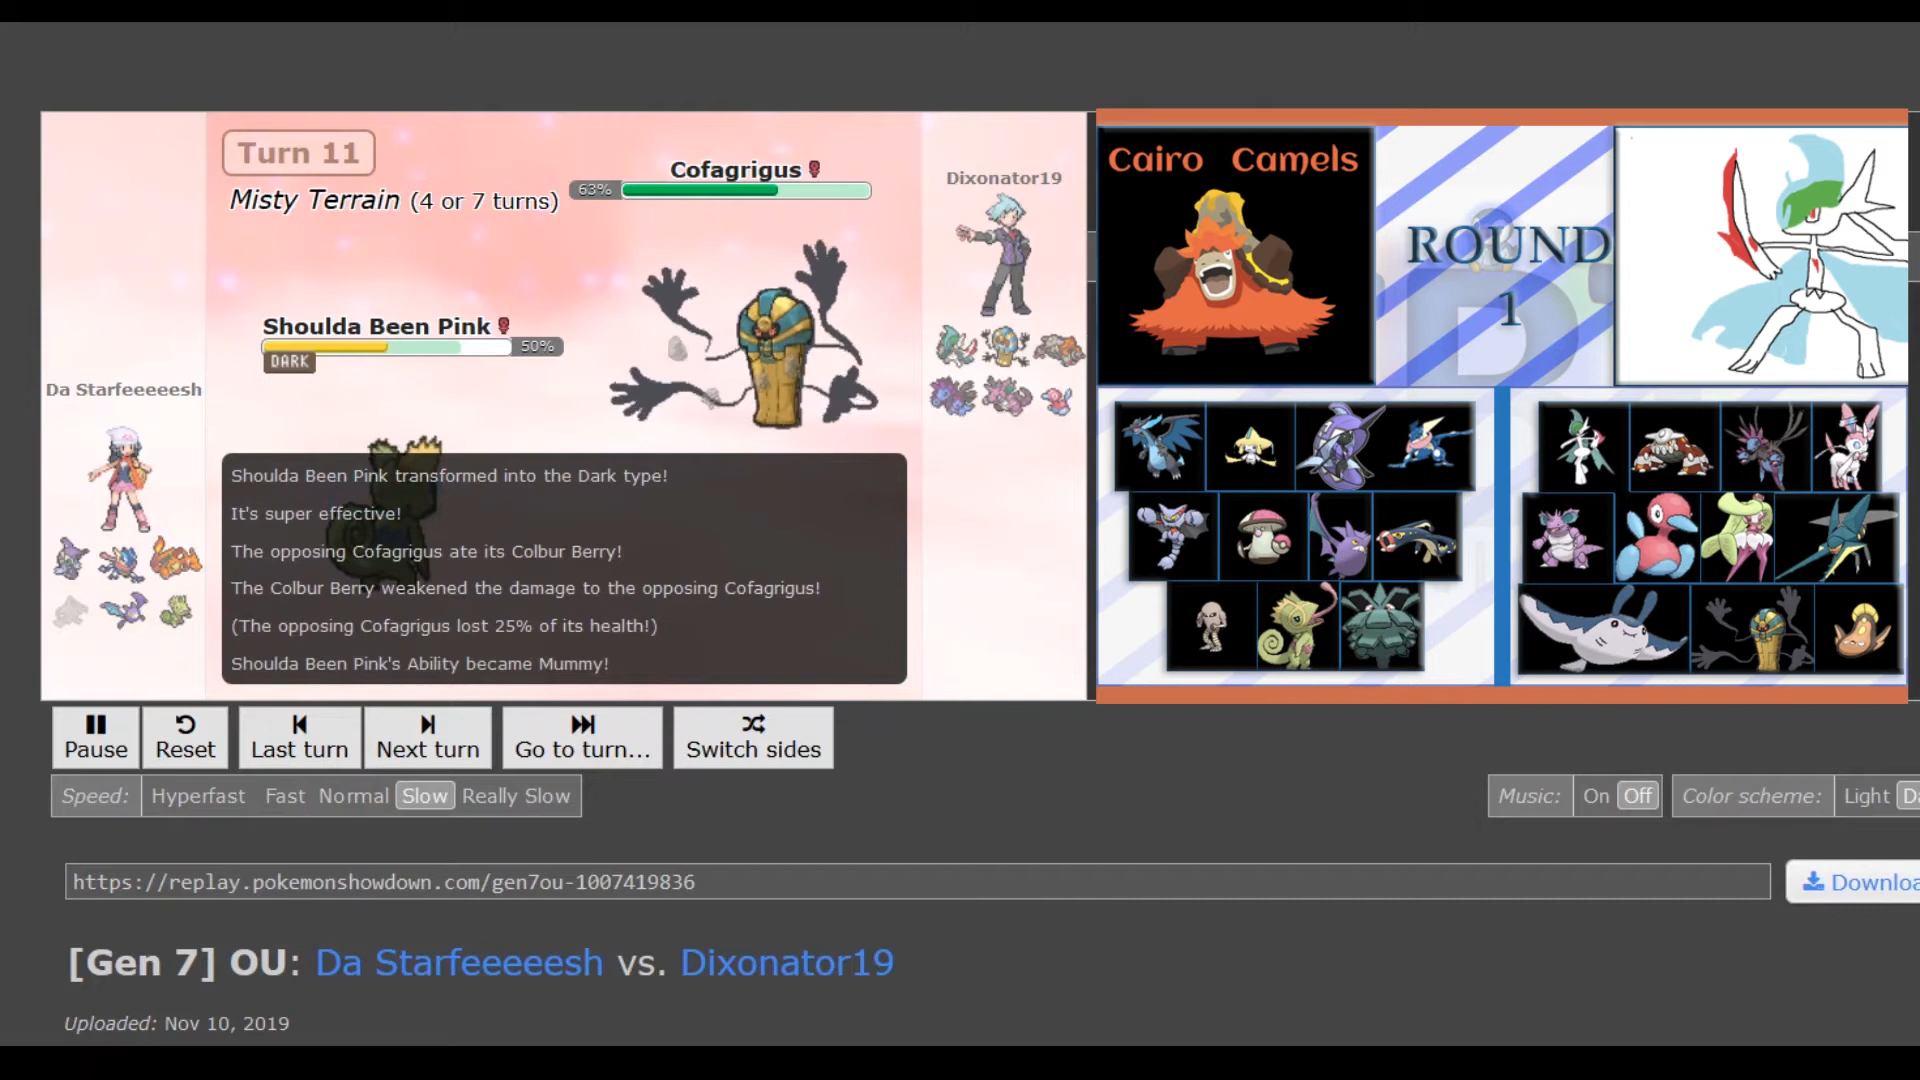 Turn 11
Misty Terrain (4 or 7 turns)
Cofagrigus
63%
Dixonator19
Shoulda Been Pink
50%
DARK
Da Starfeeeeesh
Shoulda Been Pink transformed into the Dark type!
It's super effective!
The opposing Cofagrigus ate its Colbur Berry!
The Colbur Berry weakened the damage to the opposing Cofagrigus!
(The opposing Cofagrigus lost 25% of its health!)
Shoulda Been Pink's Ability became Mummy!
Cairo Camels
ROUND
1
Pause Reset Last turn Next turn Go to turn... Switch sides
Speed: Hyperfast Fast Normal Slow Really Slow
Music: On Off Color scheme: Light Da
https://replay.pokemonshowdown.com/gen7ou-1007419836
Downloa
[Gen 7] OU: Da Starfeeeeesh vs. Dixonator19
Uploaded: Nov 10, 2019